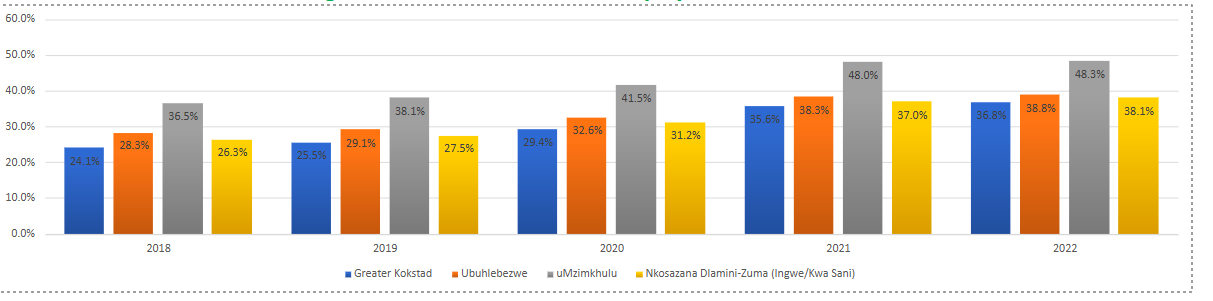 60.0%
50.0%
40.0%
30.0%
20.0%
10.0%
0.0%
24.1% 28.3% 36.5% 26.3%
25.5% 29.1% 38.1% 27.5%
29.4% 32.6% 41.5% 31.2%
35.6% 38.3% 48.0% 37.0%
36.8% 38.8% 48.3% 38.1%
2018 2019 2020 2021 2022
Greater Kokstad Ubuhlebezwe uMzimkhulu Nkosazana Dlamini-Zuma (Ingwe/Kwa Sani)